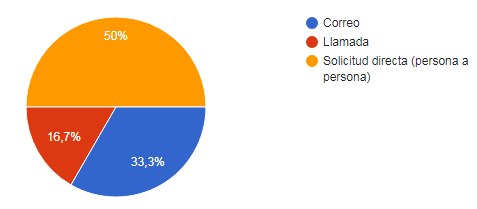 50%
16,7%
33,3%
Correo
Llamada
Solicitud directa (persona a
persona)